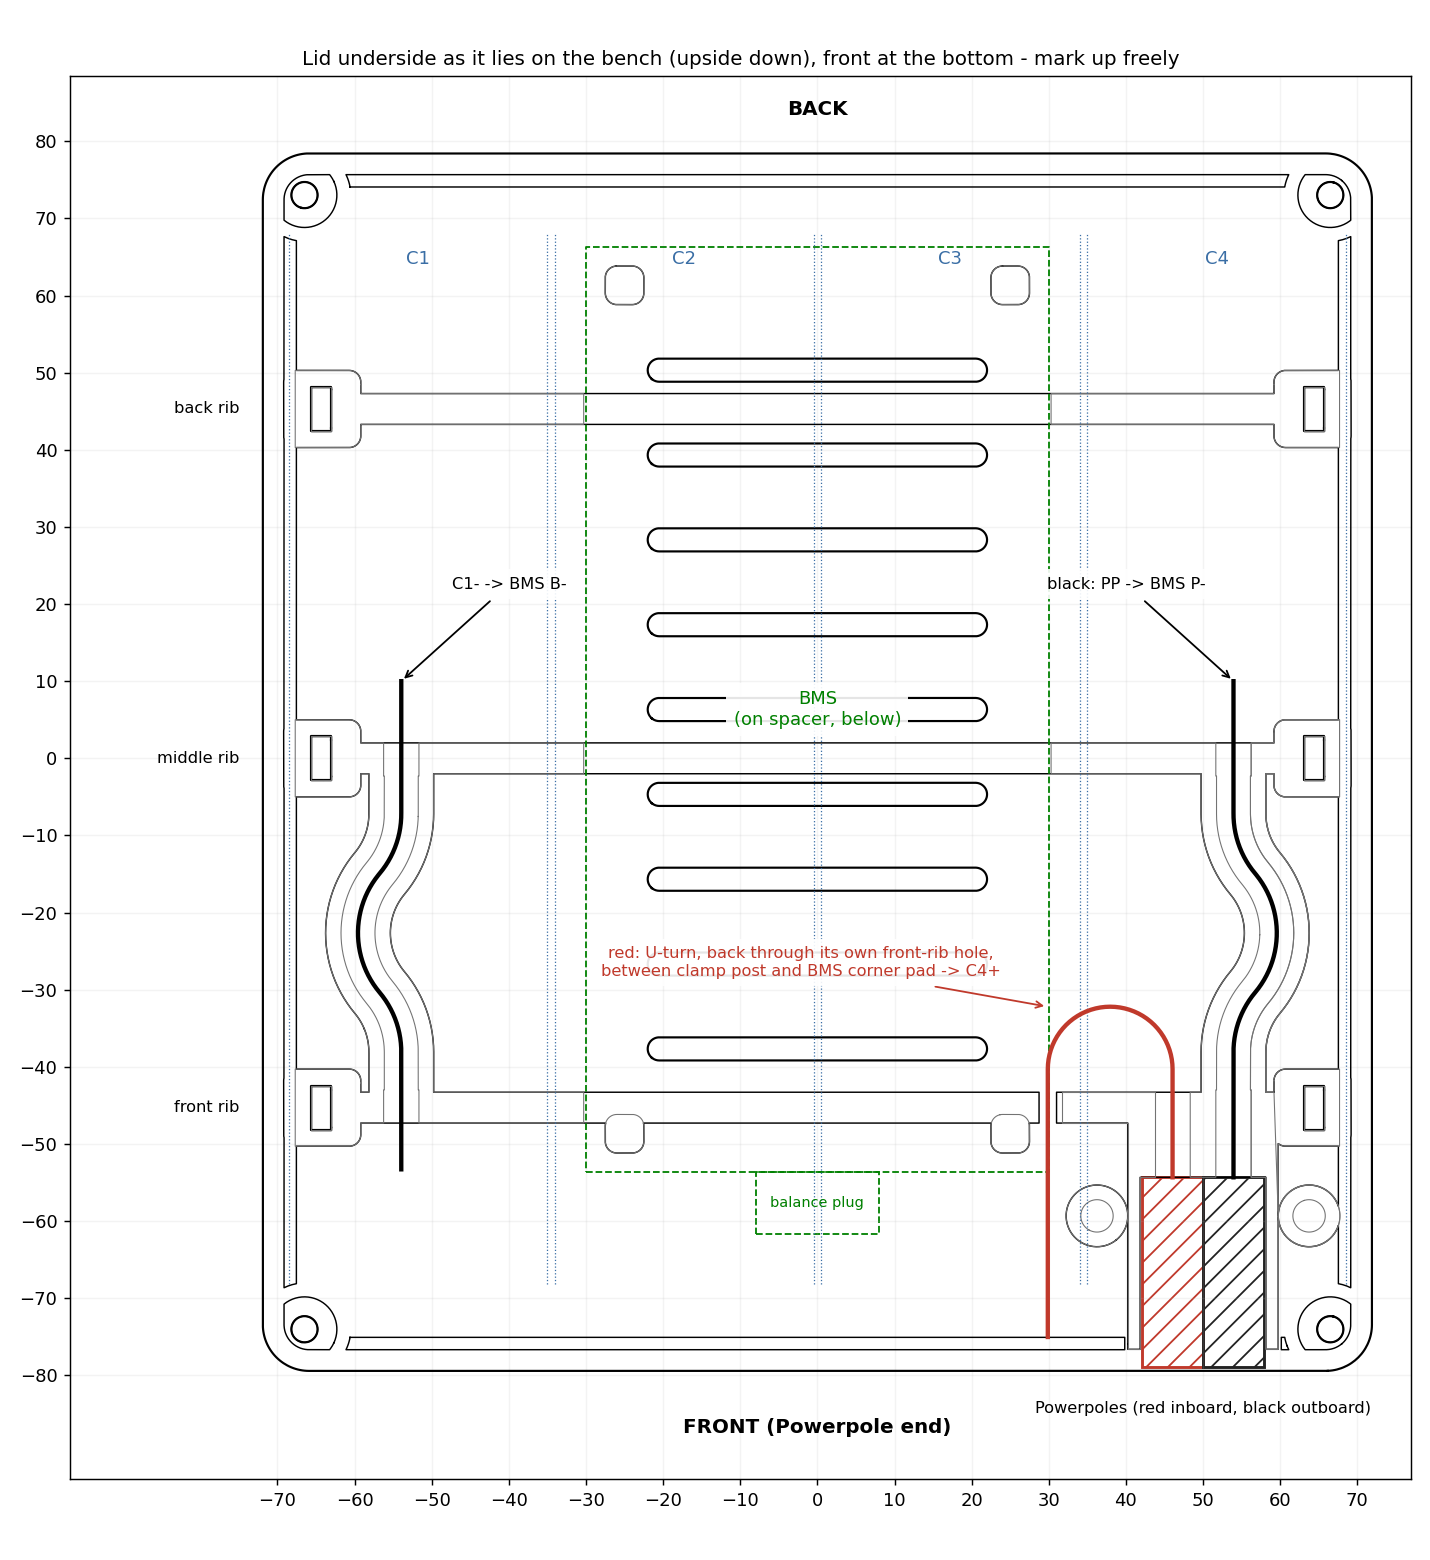 Lid underside as it lies on the bench (upside down), front at the bottom - mark up freely
BACK
80
70
C1
C2
C3
C4
60
50
back rib
40
30
C1- -> BMS B-
black: PP -> BMS P-
20
10
BMS
(on spacer, below)
middle rib
0
−10
−20
red: U-turn, back through its own front-rib hole,
between clamp post and BMS corner pad -> C4+
−30
−40
front rib
−50
balance plug
−60
−70
−80
Powerpoles (red inboard, black outboard)
FRONT (Powerpole end)
−70 −60 −50 −40 −30 −20 −10 0 10 20 30 40 50 60 70